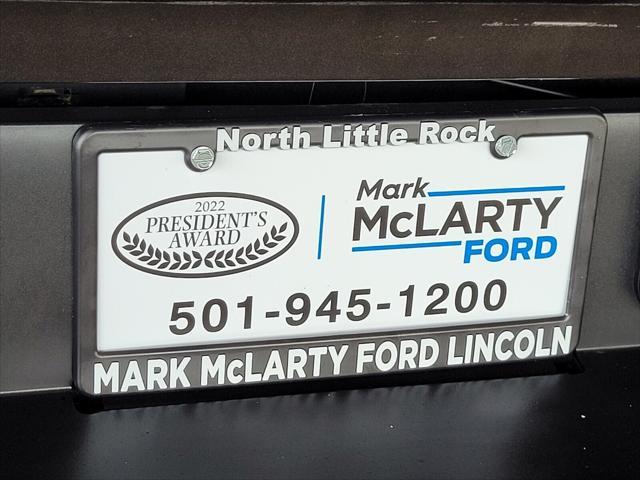 North Little Rock
2022
PRESIDENT'S
AWARD
Mark
McLARTY
FORD
501-945-1200
MARK McLARTY FORD LINCOLN